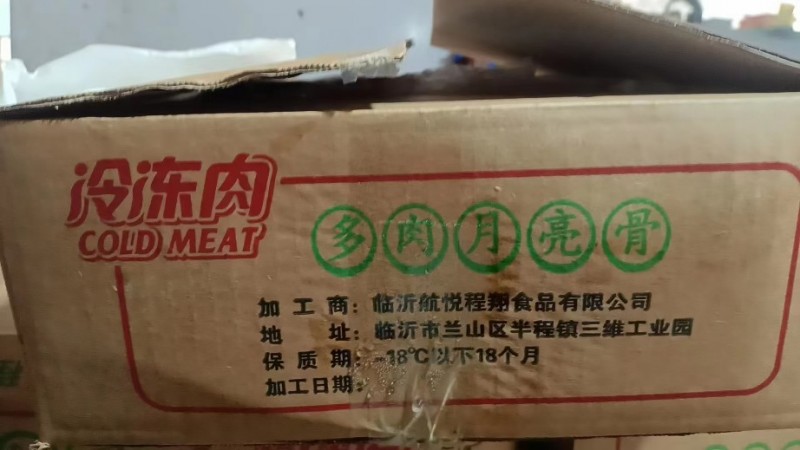 冷冻肉
COLD MEAT
多肉月亮骨
加工商：临沂航悦程翔食品有限公司
地址：临沂市兰山区半程镇三维工业园
保质期：-18℃以下18个月
加工日期：